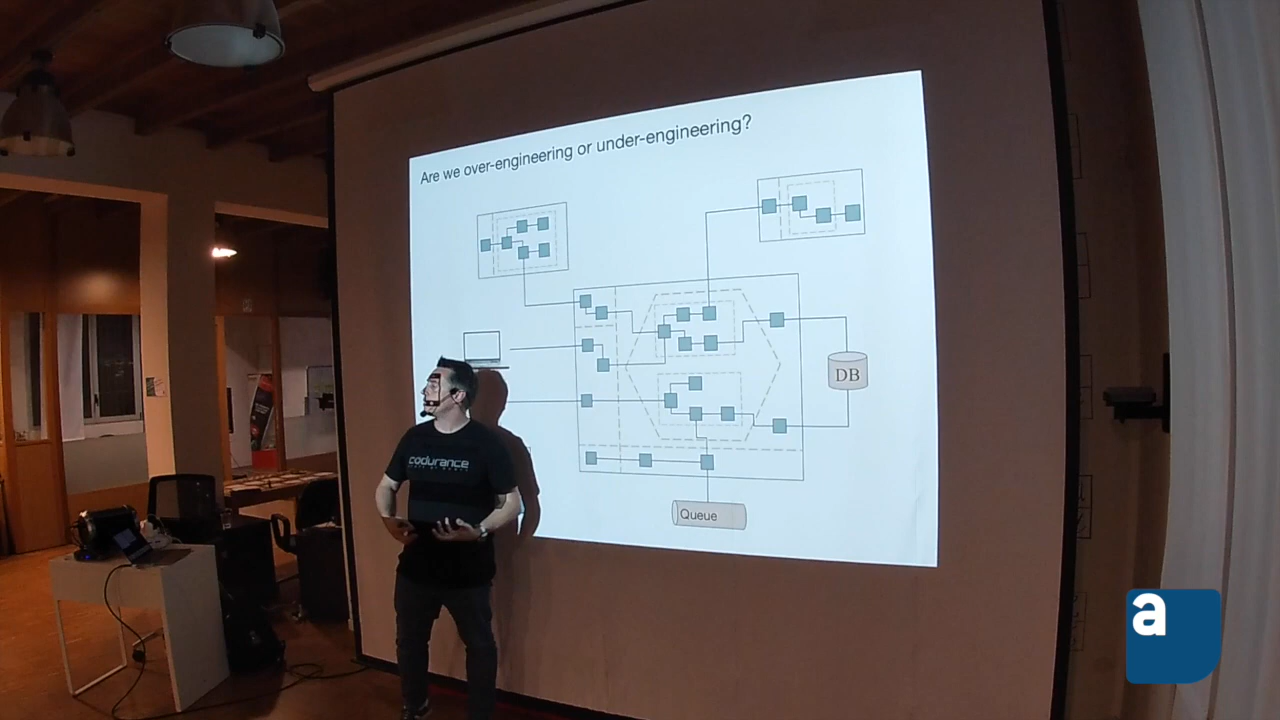 Are we over-engineering or under-engineering?
DB
codurance
Queue
a